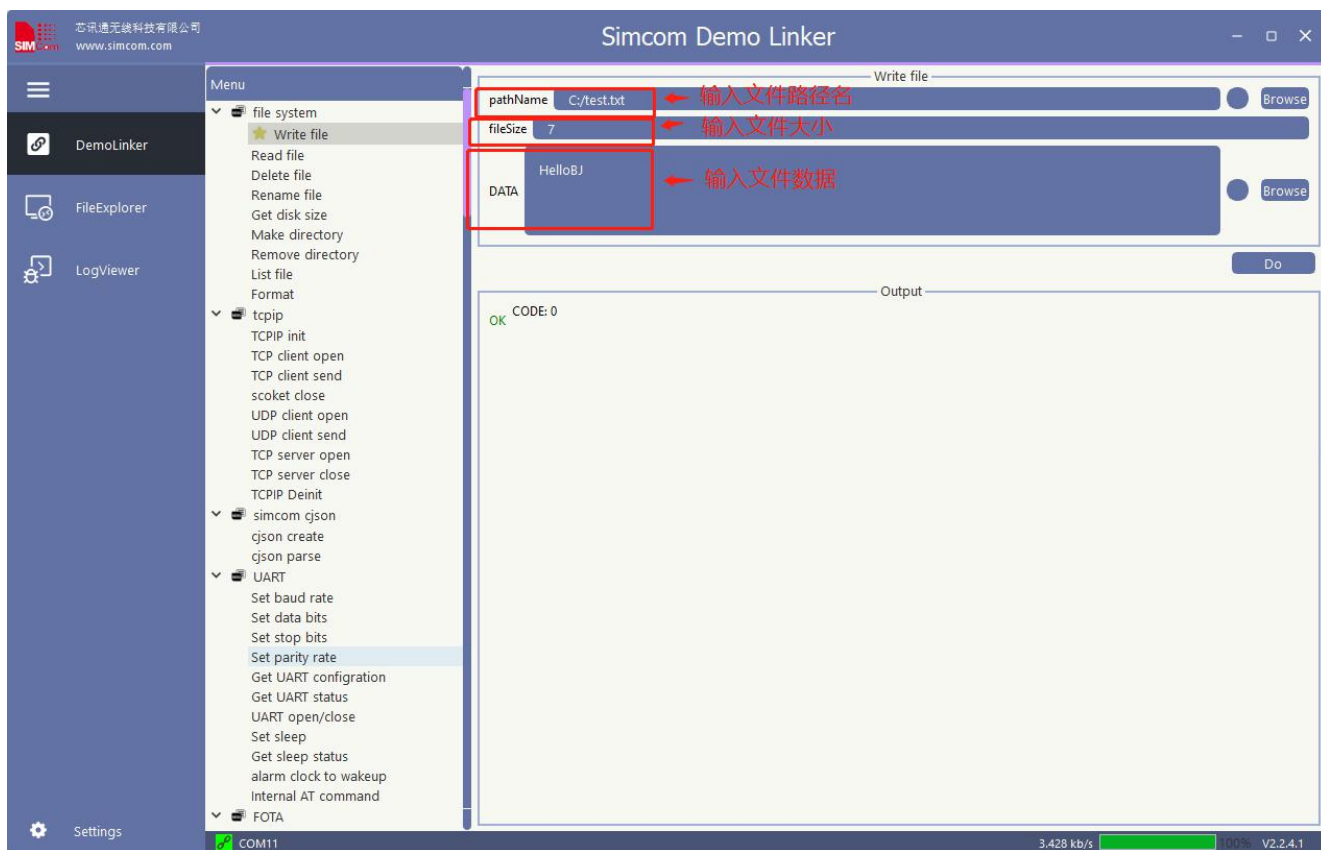 SIMCom
芯讯通无线科技有限公司
www.simcom.com
Simcom Demo Linker
DemoLinker
FileExplorer
LogViewer
Settings
Menu
file system
Write file
Read file
Delete file
Rename file
Get disk size
Make directory
Remove directory
List file
Format
tcpip
TCPIP init
TCP client open
TCP client send
scoket close
UDP client open
UDP client send
TCP server open
TCP server close
TCPIP Deinit
simcom cjson
cjson create
cjson parse
UART
Set baud rate
Set data bits
Set stop bits
Set parity rate
Get UART configration
Get UART status
UART open/close
Set sleep
Get sleep status
alarm clock to wakeup
Internal AT command
FOTA
Write file
pathName C:/test.txt 输入文件路径名 Browse
fileSize 7 输入文件大小
DATA HelloBJ 输入文件数据 Browse
Do
Output
OK CODE: 0
COM11 3.428 kb/s 100% V2.2.4.1